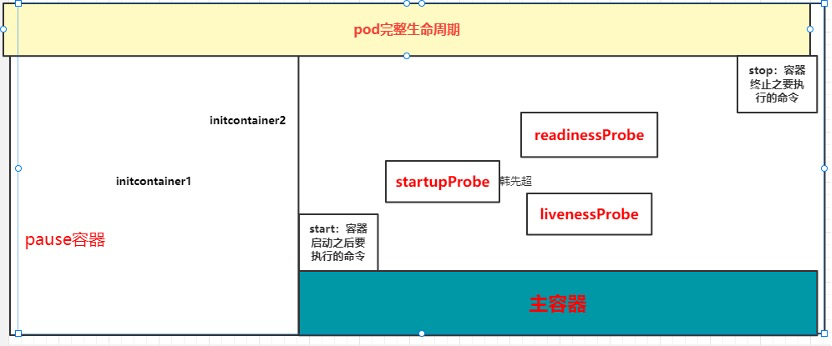 pod完整生命周期
stop：容器
终止之要执
行的命令
initcontainer2
readinessProbe
initcontainer1
startupProbe
韩先超
livenessProbe
start：容器
启动之后要
执行的命令
pause容器
主容器